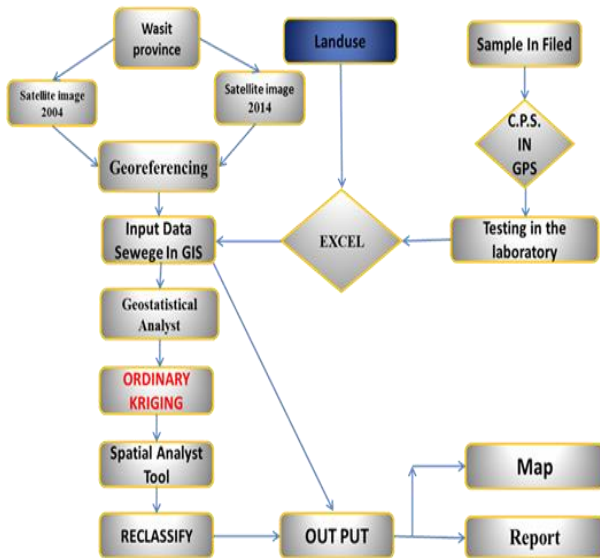 Wasit
province
Landuse
Sample In Filed
Satellite image
2004
Satellite image
2014
C.P.S.
IN
GPS
Georeferencing
Input Data
Sewege In GIS
EXCEL
Testing in the
laboratory
Geostatistical
Analyst
ORDINARY
KRIGING
Spatial Analyst
Tool
Map
RECLASSIFY
OUT PUT
Report